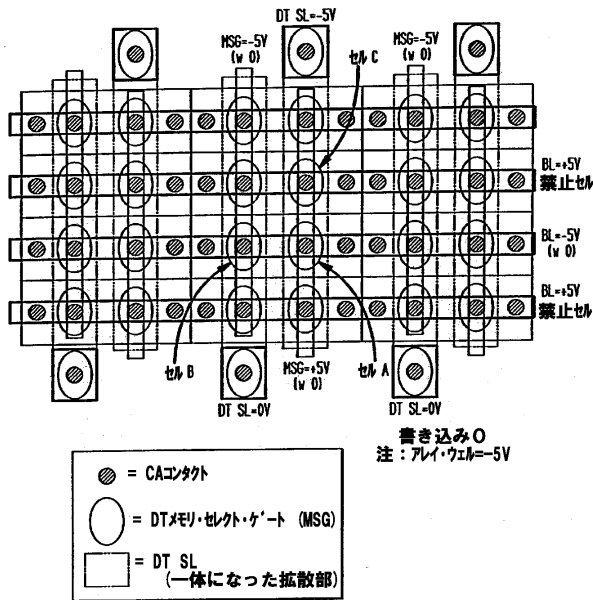 DT SL=-5V
MSG=-5V
(w 0)
MSG=-5V
(w 0)
セル C
BL=+5V
禁止セル
BL=-5V
(w 0)
BL=+5V
禁止セル
セル B
MSG=+5V
(w 0)
セル A
DT SL=0V
DT SL=0V
書き込み0
注：アレイ・ウェル=-5V
= CAコンタクト
= DTメモリ・セレクト・ゲート (MSG)
= DT SL
(一体になった拡散部)